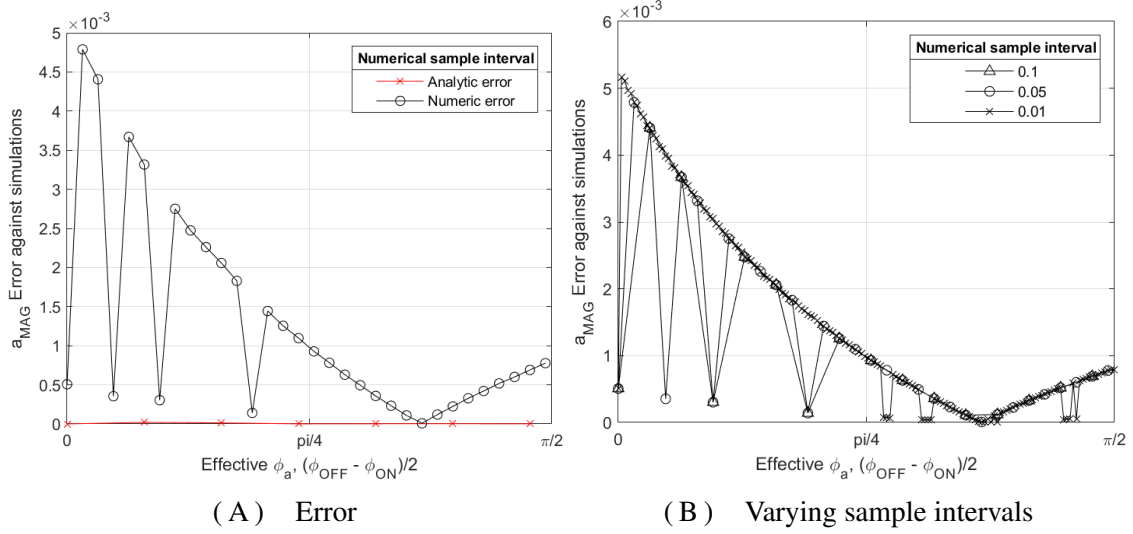 ×10⁻³
5
4.5
4
3.5
3
2.5
2
1.5
1
0.5
0
a_MAG Error against simulations
Numerical sample interval
Analytic error
Numeric error
0
pi/4
π/2
Effective ϕ_a, (ϕ_OFF - ϕ_ON)/2
(A) Error
×10⁻³
6
5
4
3
2
1
0
a_MAG Error against simulations
Numerical sample interval
0.1
0.05
0.01
0
pi/4
π/2
Effective ϕ_a, (ϕ_OFF - ϕ_ON)/2
(B) Varying sample intervals